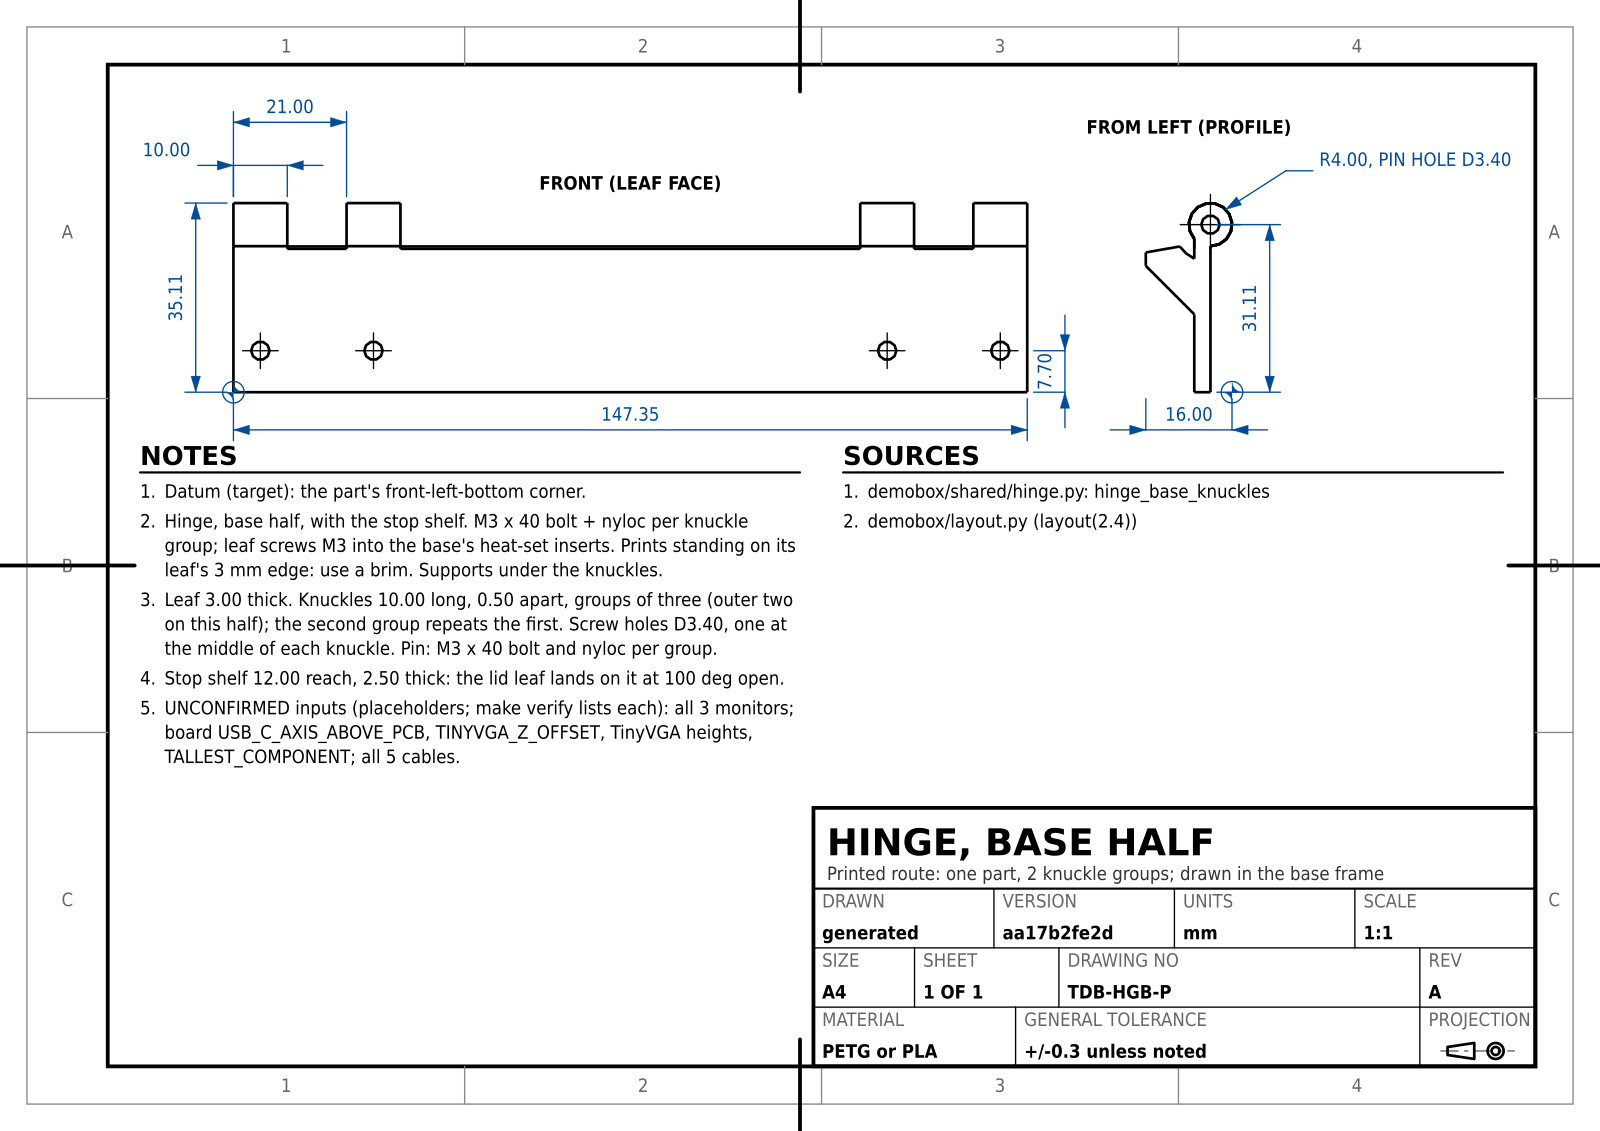 1 2 3 4
21.00
FROM LEFT (PROFILE)
10.00
R4.00, PIN HOLE D3.40
FRONT (LEAF FACE)
A A
35.11
31.11
7.70
147.35
16.00
NOTES
1. Datum (target): the part's front-left-bottom corner.
2. Hinge, base half, with the stop shelf. M3 x 40 bolt + nyloc per knuckle
group; leaf screws M3 into the base's heat-set inserts. Prints standing on its
leaf's 3 mm edge: use a brim. Supports under the knuckles.
3. Leaf 3.00 thick. Knuckles 10.00 long, 0.50 apart, groups of three (outer two
on this half); the second group repeats the first. Screw holes D3.40, one at
the middle of each knuckle. Pin: M3 x 40 bolt and nyloc per group.
4. Stop shelf 12.00 reach, 2.50 thick: the lid leaf lands on it at 100 deg open.
5. UNCONFIRMED inputs (placeholders; make verify lists each): all 3 monitors;
board USB_C_AXIS_ABOVE_PCB, TINYVGA_Z_OFFSET, TinyVGA heights,
TALLEST_COMPONENT; all 5 cables.
SOURCES
1. demobox/shared/hinge.py: hinge_base_knuckles
2. demobox/layout.py (layout(2.4))
B B
HINGE, BASE HALF
Printed route: one part, 2 knuckle groups; drawn in the base frame
DRAWN VERSION UNITS SCALE
generated aa17b2fe2d mm 1:1
SIZE SHEET DRAWING NO REV
A4 1 OF 1 TDB-HGB-P A
MATERIAL GENERAL TOLERANCE PROJECTION
PETG or PLA +/-0.3 unless noted
C C
1 2 3 4